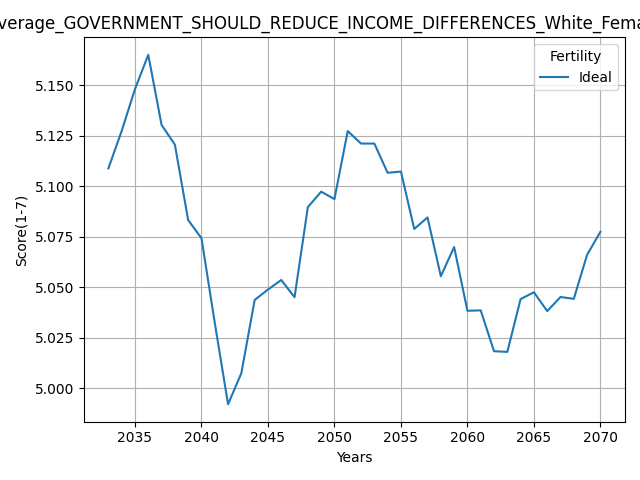 verage_GOVERNMENT_SHOULD_REDUCE_INCOME_DIFFERENCES_White_Fema
Fertility
Ideal
Score(1-7)
5.150
5.125
5.100
5.075
5.050
5.025
5.000
2035 2040 2045 2050 2055 2060 2065 2070
Years